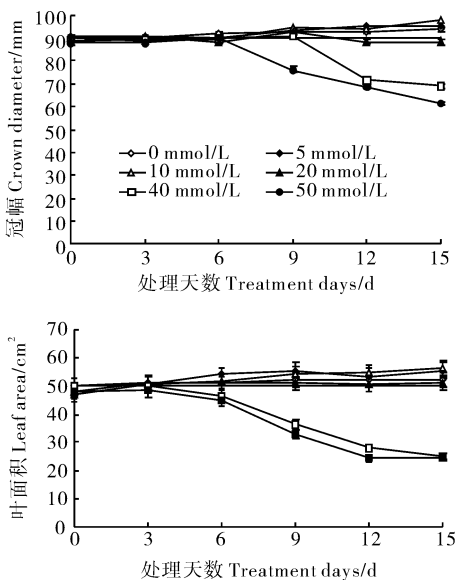 100
90
80
70
60
50
40
30
20
10
0
冠幅 Crown diameter/mm
0 mmol/L 5 mmol/L
10 mmol/L 20 mmol/L
40 mmol/L 50 mmol/L
0 3 6 9 12 15
处理天数 Treatment days/d
70
60
50
40
30
20
10
0
叶面积 Leaf area/cm²
0 3 6 9 12 15
处理天数 Treatment days/d